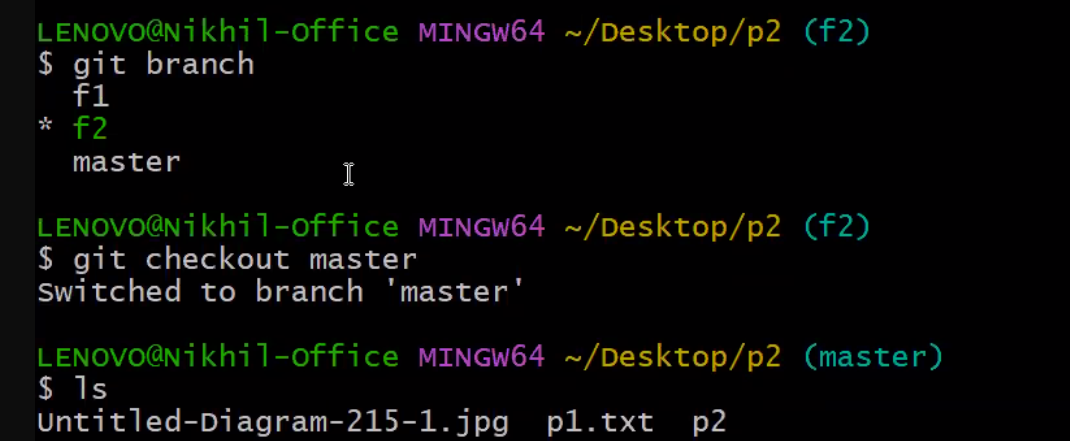 LENOVO@Nikhil-Office MINGW64 ~/Desktop/p2 (f2)
$ git branch
  f1
* f2
  master
LENOVO@Nikhil-Office MINGW64 ~/Desktop/p2 (f2)
$ git checkout master
Switched to branch 'master'
LENOVO@Nikhil-Office MINGW64 ~/Desktop/p2 (master)
$ ls
Untitled-Diagram-215-1.jpg  p1.txt  p2